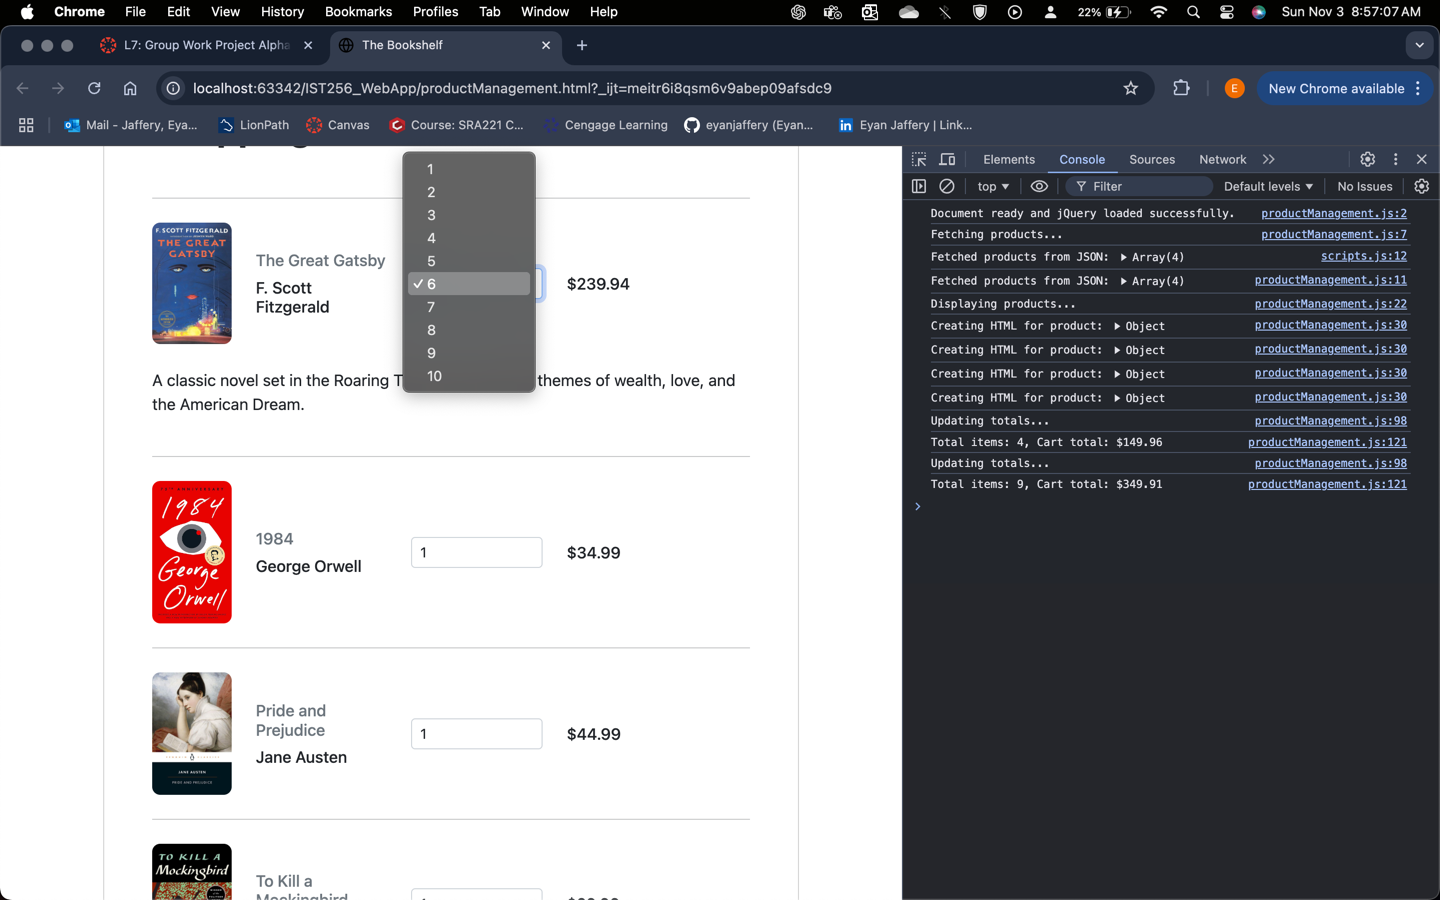 Chrome File Edit View History Bookmarks Profiles Tab Window Help 22% Sun Nov 3 8:57:07 AM
L7: Group Work Project Alpha The Bookshelf
localhost:63342/IST256_WebApp/productManagement.html?_ijt=meitr6i8qsm6v9abep09afsdc9 E New Chrome available
Mail - Jaffery, Eya... LionPath Canvas Course: SRA221 C... Cengage Learning eyanjaffery (Eyan... Eyan Jaffery | Link...
1
2
3
4
5
✓ 6
7
8
9
10
F. SCOTT FITZGERALD
THE GREAT
GATSBY
The Great Gatsby
F. Scott
Fitzgerald
$239.94
A classic novel set in the Roaring T themes of wealth, love, and
the American Dream.
1984
George
Orwell
1984
George Orwell
1
$34.99
JANE AUSTEN
PRIDE AND PREJUDICE
Pride and
Prejudice
Jane Austen
1
$44.99
TO KILL A
Mockingbird
To Kill a
Mockingbird
Elements Console Sources Network
top Filter Default levels No Issues
Document ready and jQuery loaded successfully. productManagement.js:2
Fetching products... productManagement.js:7
Fetched products from JSON: ▶ Array(4) scripts.js:12
Fetched products from JSON: ▶ Array(4) productManagement.js:11
Displaying products... productManagement.js:22
Creating HTML for product: ▶ Object productManagement.js:30
Creating HTML for product: ▶ Object productManagement.js:30
Creating HTML for product: ▶ Object productManagement.js:30
Creating HTML for product: ▶ Object productManagement.js:30
Updating totals... productManagement.js:98
Total items: 4, Cart total: $149.96 productManagement.js:121
Updating totals... productManagement.js:98
Total items: 9, Cart total: $349.91 productManagement.js:121